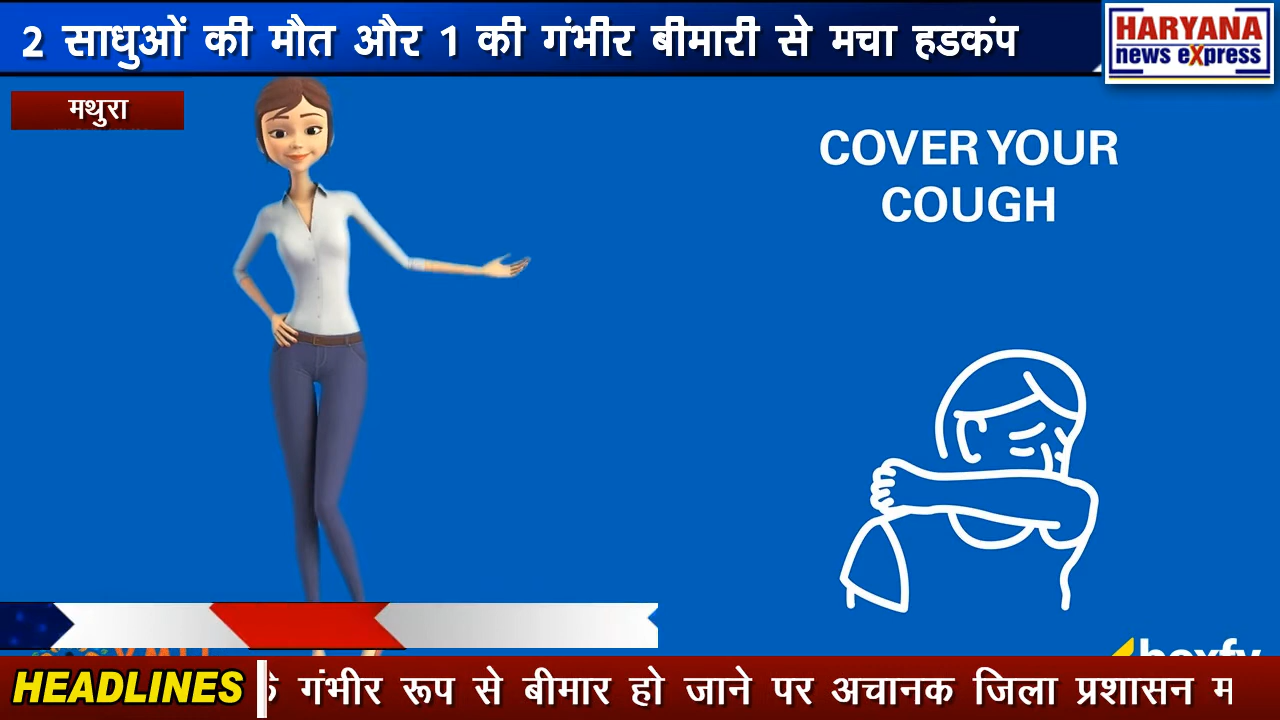 2 साधुओं की मौत और 1 की गंभीर बीमारी से मचा हडकंप
HARYANA
news express
मथुरा
COVER YOUR
COUGH
HEADLINES
गंभीर रूप से बीमार हो जाने पर अचानक जिला प्रशासन